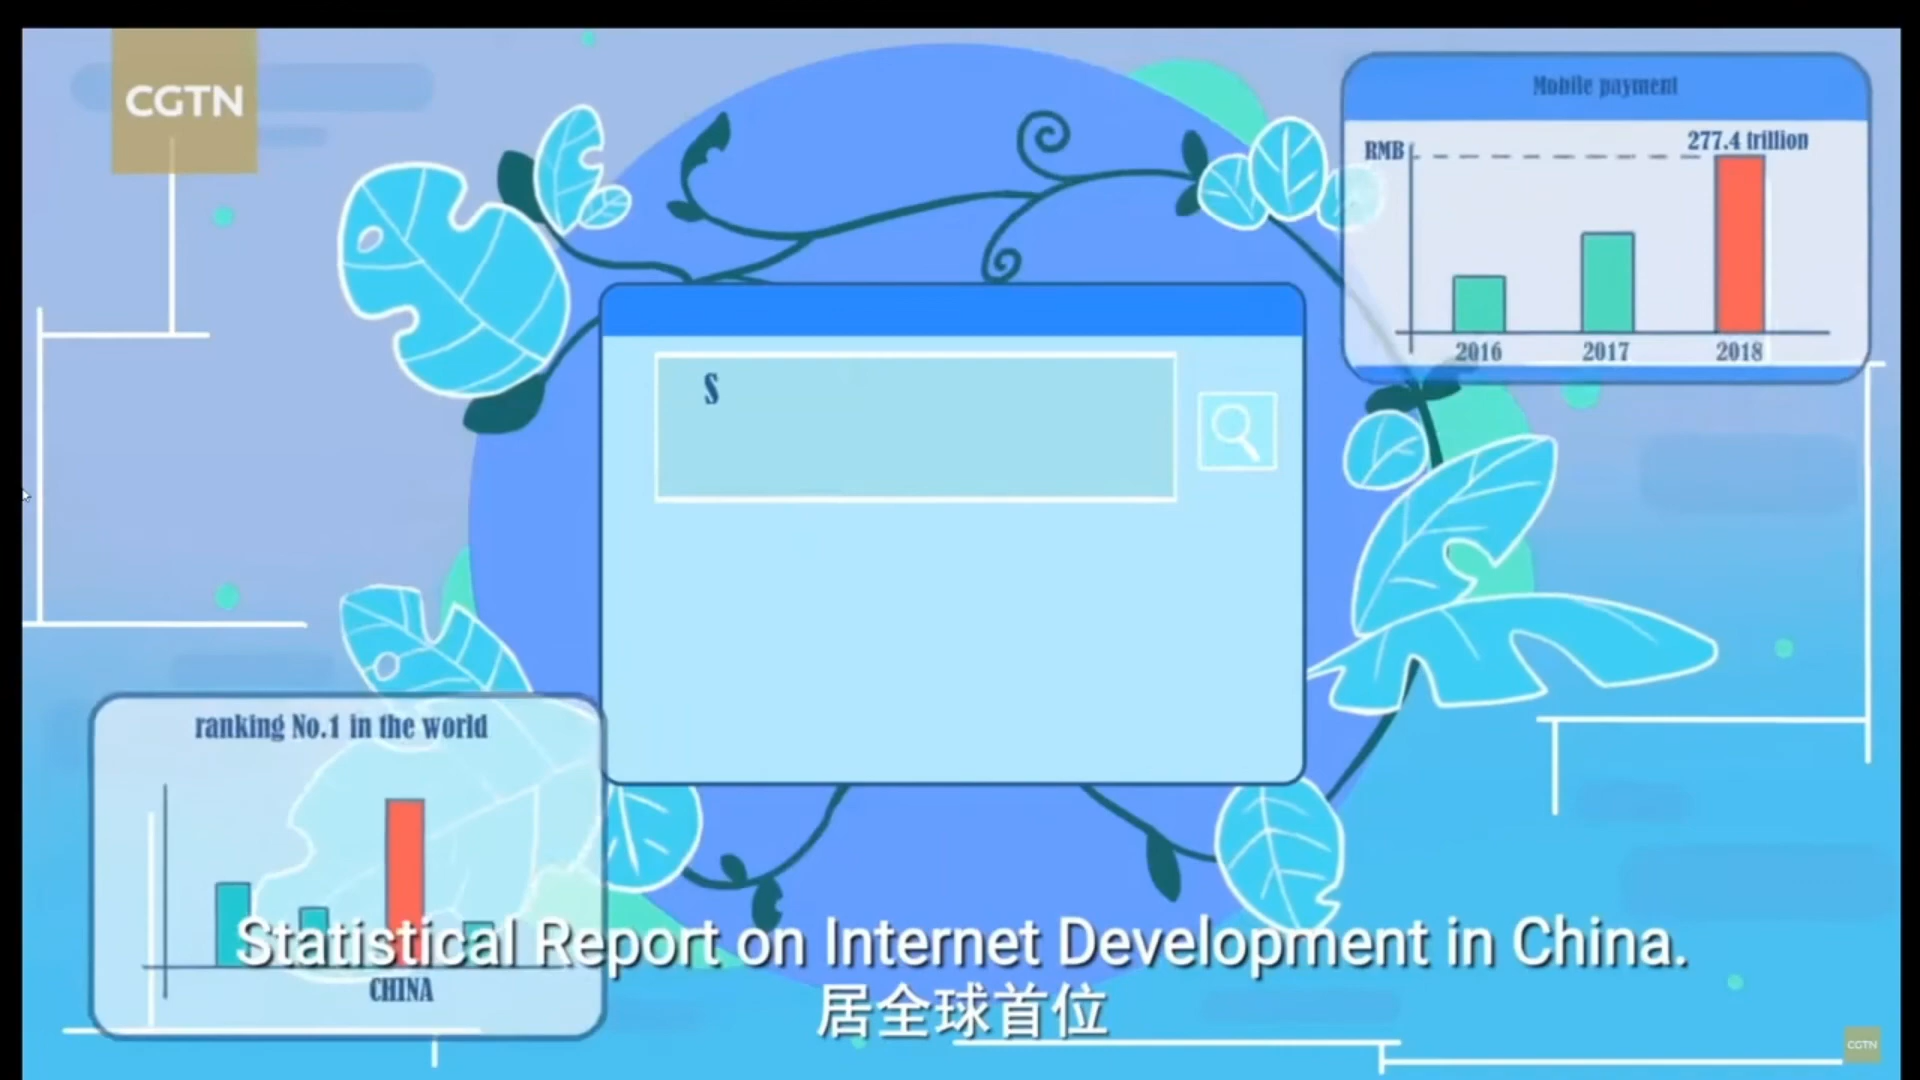 CGTN
Mobile payment
RMB
277.4 trillion
2016 2017 2018
S
ranking No.1 in the world
CHINA
Statistical Report on Internet Development in China.
居全球首位
CGTN